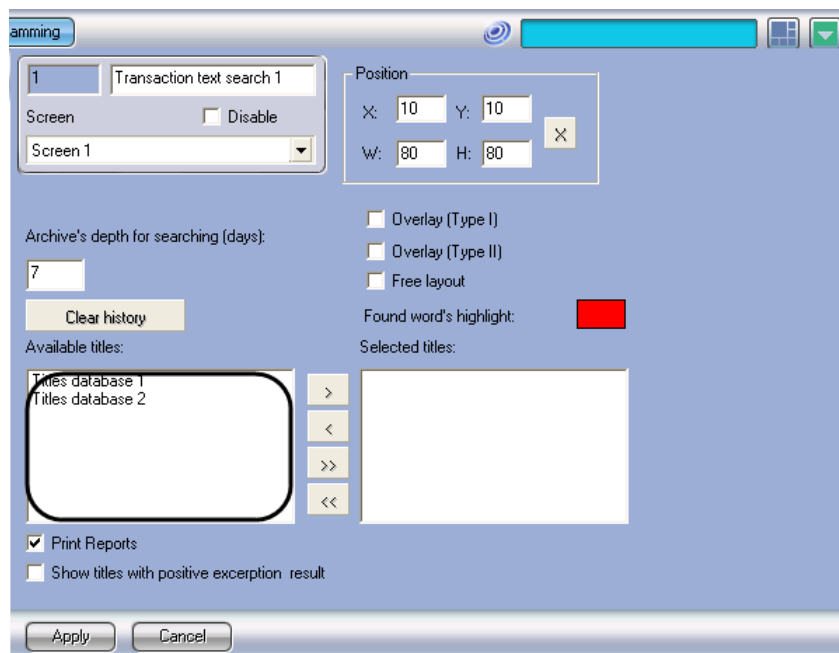 amming
1
Transaction text search 1
Screen
Disable
Screen 1
Position
X: 10 Y: 10
W: 80 H: 80
X
Archive's depth for searching (days):
7
Clear history
Overlay (Type I)
Overlay (Type II)
Free layout
Found word's highlight:
Available titles:
Selected titles:
Titles database 1
Titles database 2
>
<
>>
<<
Print Reports
Show titles with positive excerption result
Apply
Cancel